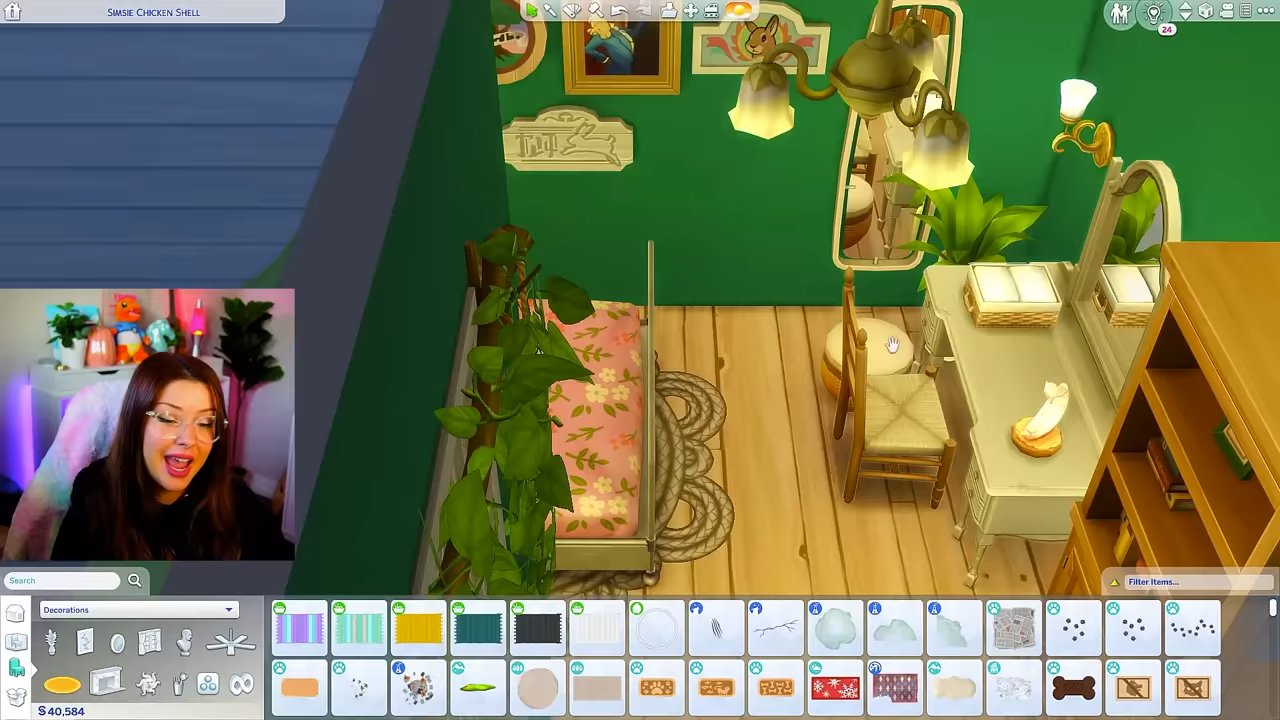 SIMSIE CHICKEN SHELL
24
Filter Items...
Search
Decorations
§40,584